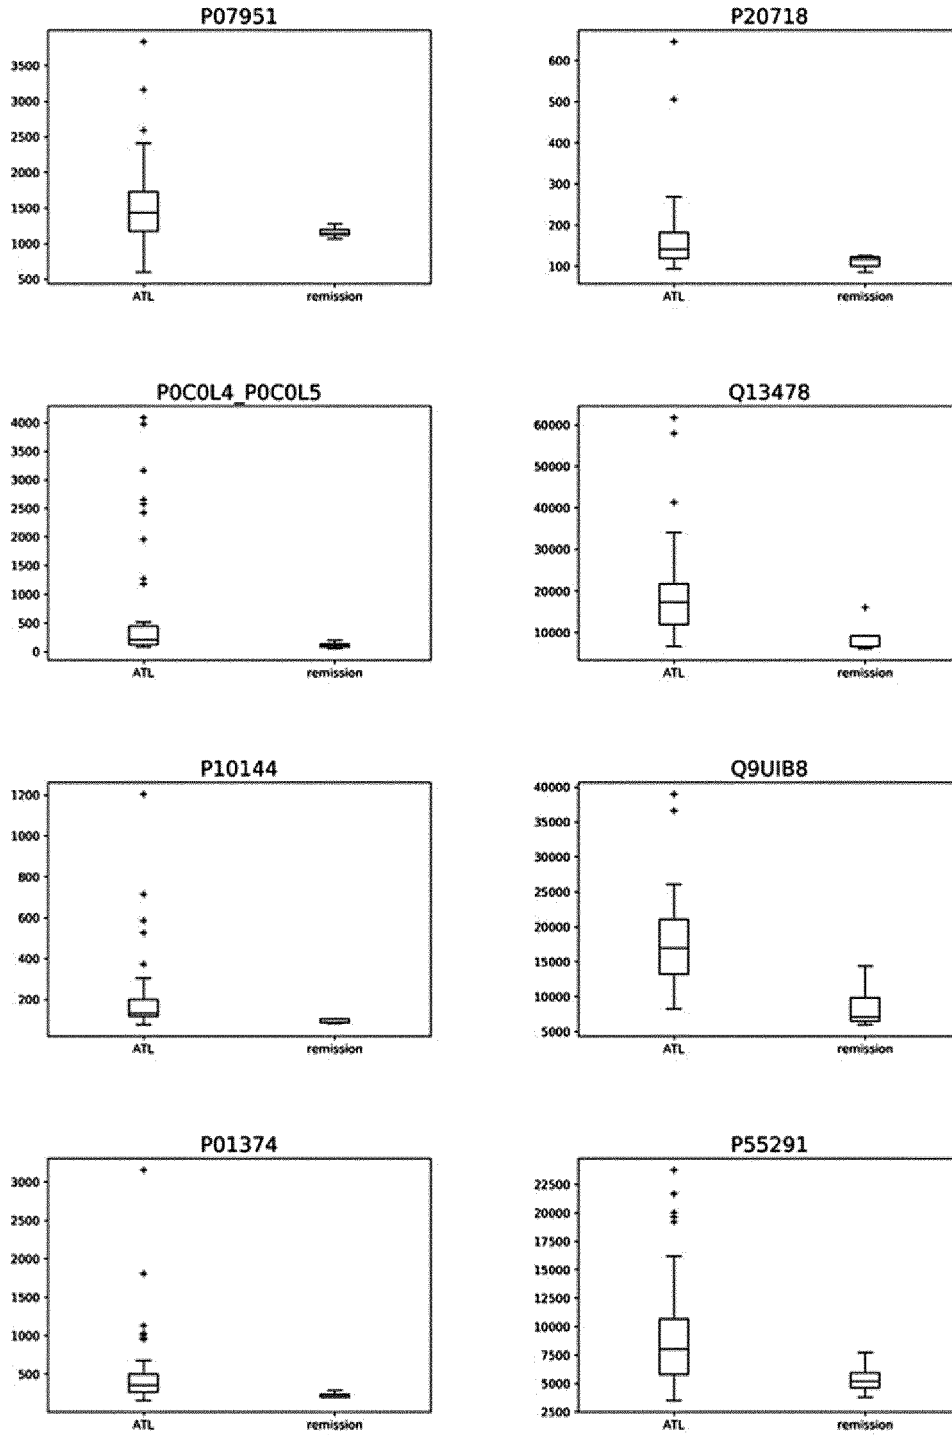 P07951
3500
3000
2500
2000
1500
1000
500
ATL
remission
P20718
600
500
400
300
200
100
ATL
remission
P0C0L4_P0C0L5
4000
3500
3000
2500
2000
1500
1000
500
0
ATL
remission
Q13478
60000
50000
40000
30000
20000
10000
ATL
remission
P10144
1200
1000
800
600
400
200
ATL
remission
Q9UIB8
40000
35000
30000
25000
20000
15000
10000
5000
ATL
remission
P01374
3000
2500
2000
1500
1000
500
ATL
remission
P55291
22500
20000
17500
15000
12500
10000
7500
5000
2500
ATL
remission